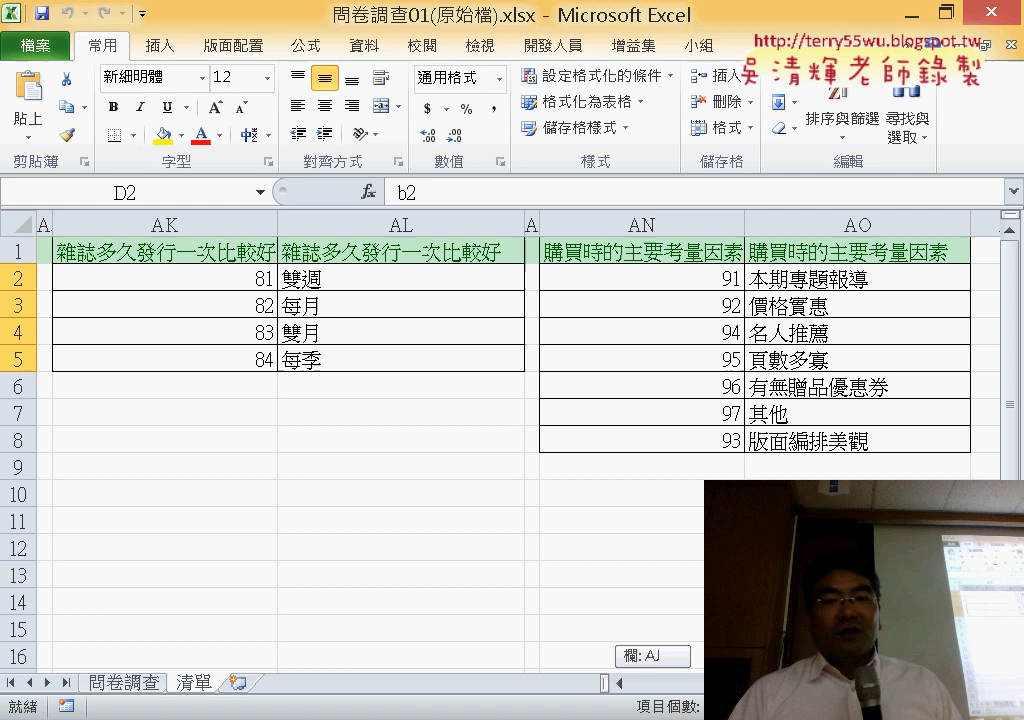 問卷調查01(原始檔).xlsx - Microsoft Excel
檔案 常用 插入 版面配置 公式 資料 校閱 檢視 開發人員 增益集 小組
http://terry55wu.blogspot.tw
吳清輝老師錄製
新細明體 12 通用格式 設定格式化的條件 插入
貼上 B I U A A 格式化為表格 刪除 排序與篩選 尋找與
選取
A $ % , 儲存格樣式 格式
剪貼簿 字型 對齊方式 數值 樣式 儲存格 編輯
D2 fx b2
A AK AL A AN AO
1 雜誌多久發行一次比較好 雜誌多久發行一次比較好 購買時的主要考量因素 購買時的主要考量因素
2 81 雙週 91 本期專題報導
3 82 每月 92 價格實惠
4 83 雙月 94 名人推薦
5 84 每季 95 頁數多寡
6 96 有無贈品優惠券
7 97 其他
8 93 版面編排美觀
9
10
11
12
13
14
15
16
欄: AJ
問卷調查 清單
就緒 項目個數: